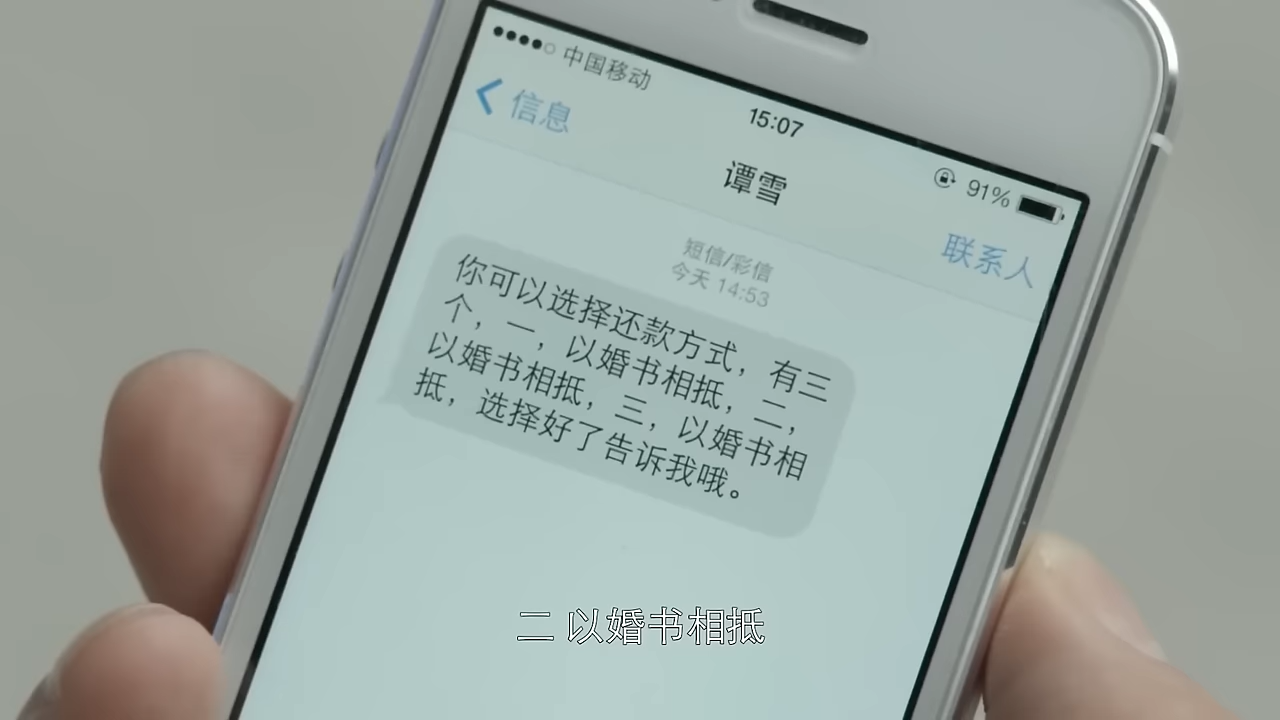 中国移动
15:07
91%
信息
谭雪
联系人
短信/彩信
今天 14:53
你可以选择还款方式，有三
个，一，以婚书相抵，二，
以婚书相抵，三，以婚书相
抵，选择好了告诉我哦。
二 以婚书相抵